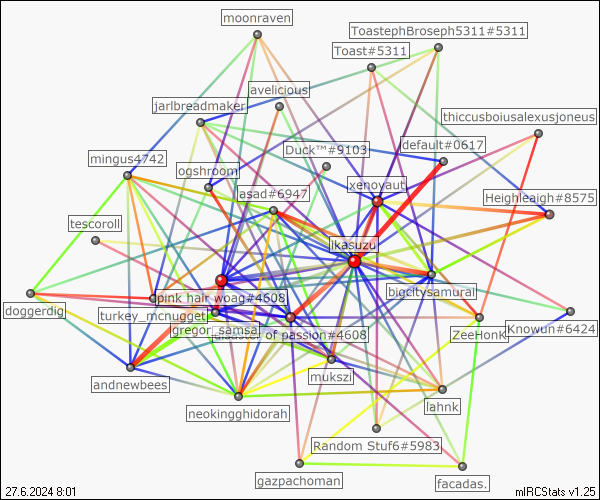 moonraven
ToastephBroseph5311#5311
Toast#5311
avelicious
jarlbreadmaker
thiccusboiusalexusjoneus
default#0617
Duck™#9103
mingus4742
ogshroom
xenovaut
asad#6947
Heighleaigh#8575
tescoroll
ikasuzu
bigcitysamurai
pink hair woag#4608
doggerdig
turkey_mcnugget
Knowun#6424
gregor_samsa
of passion#4608
ZeeHonk
mukszi
andnewbees
lahnk
neokingghidorah
Random Stuf6#5983
gazpachoman
facadas.
27.6.2024 8:01
mIRCStats v1.25